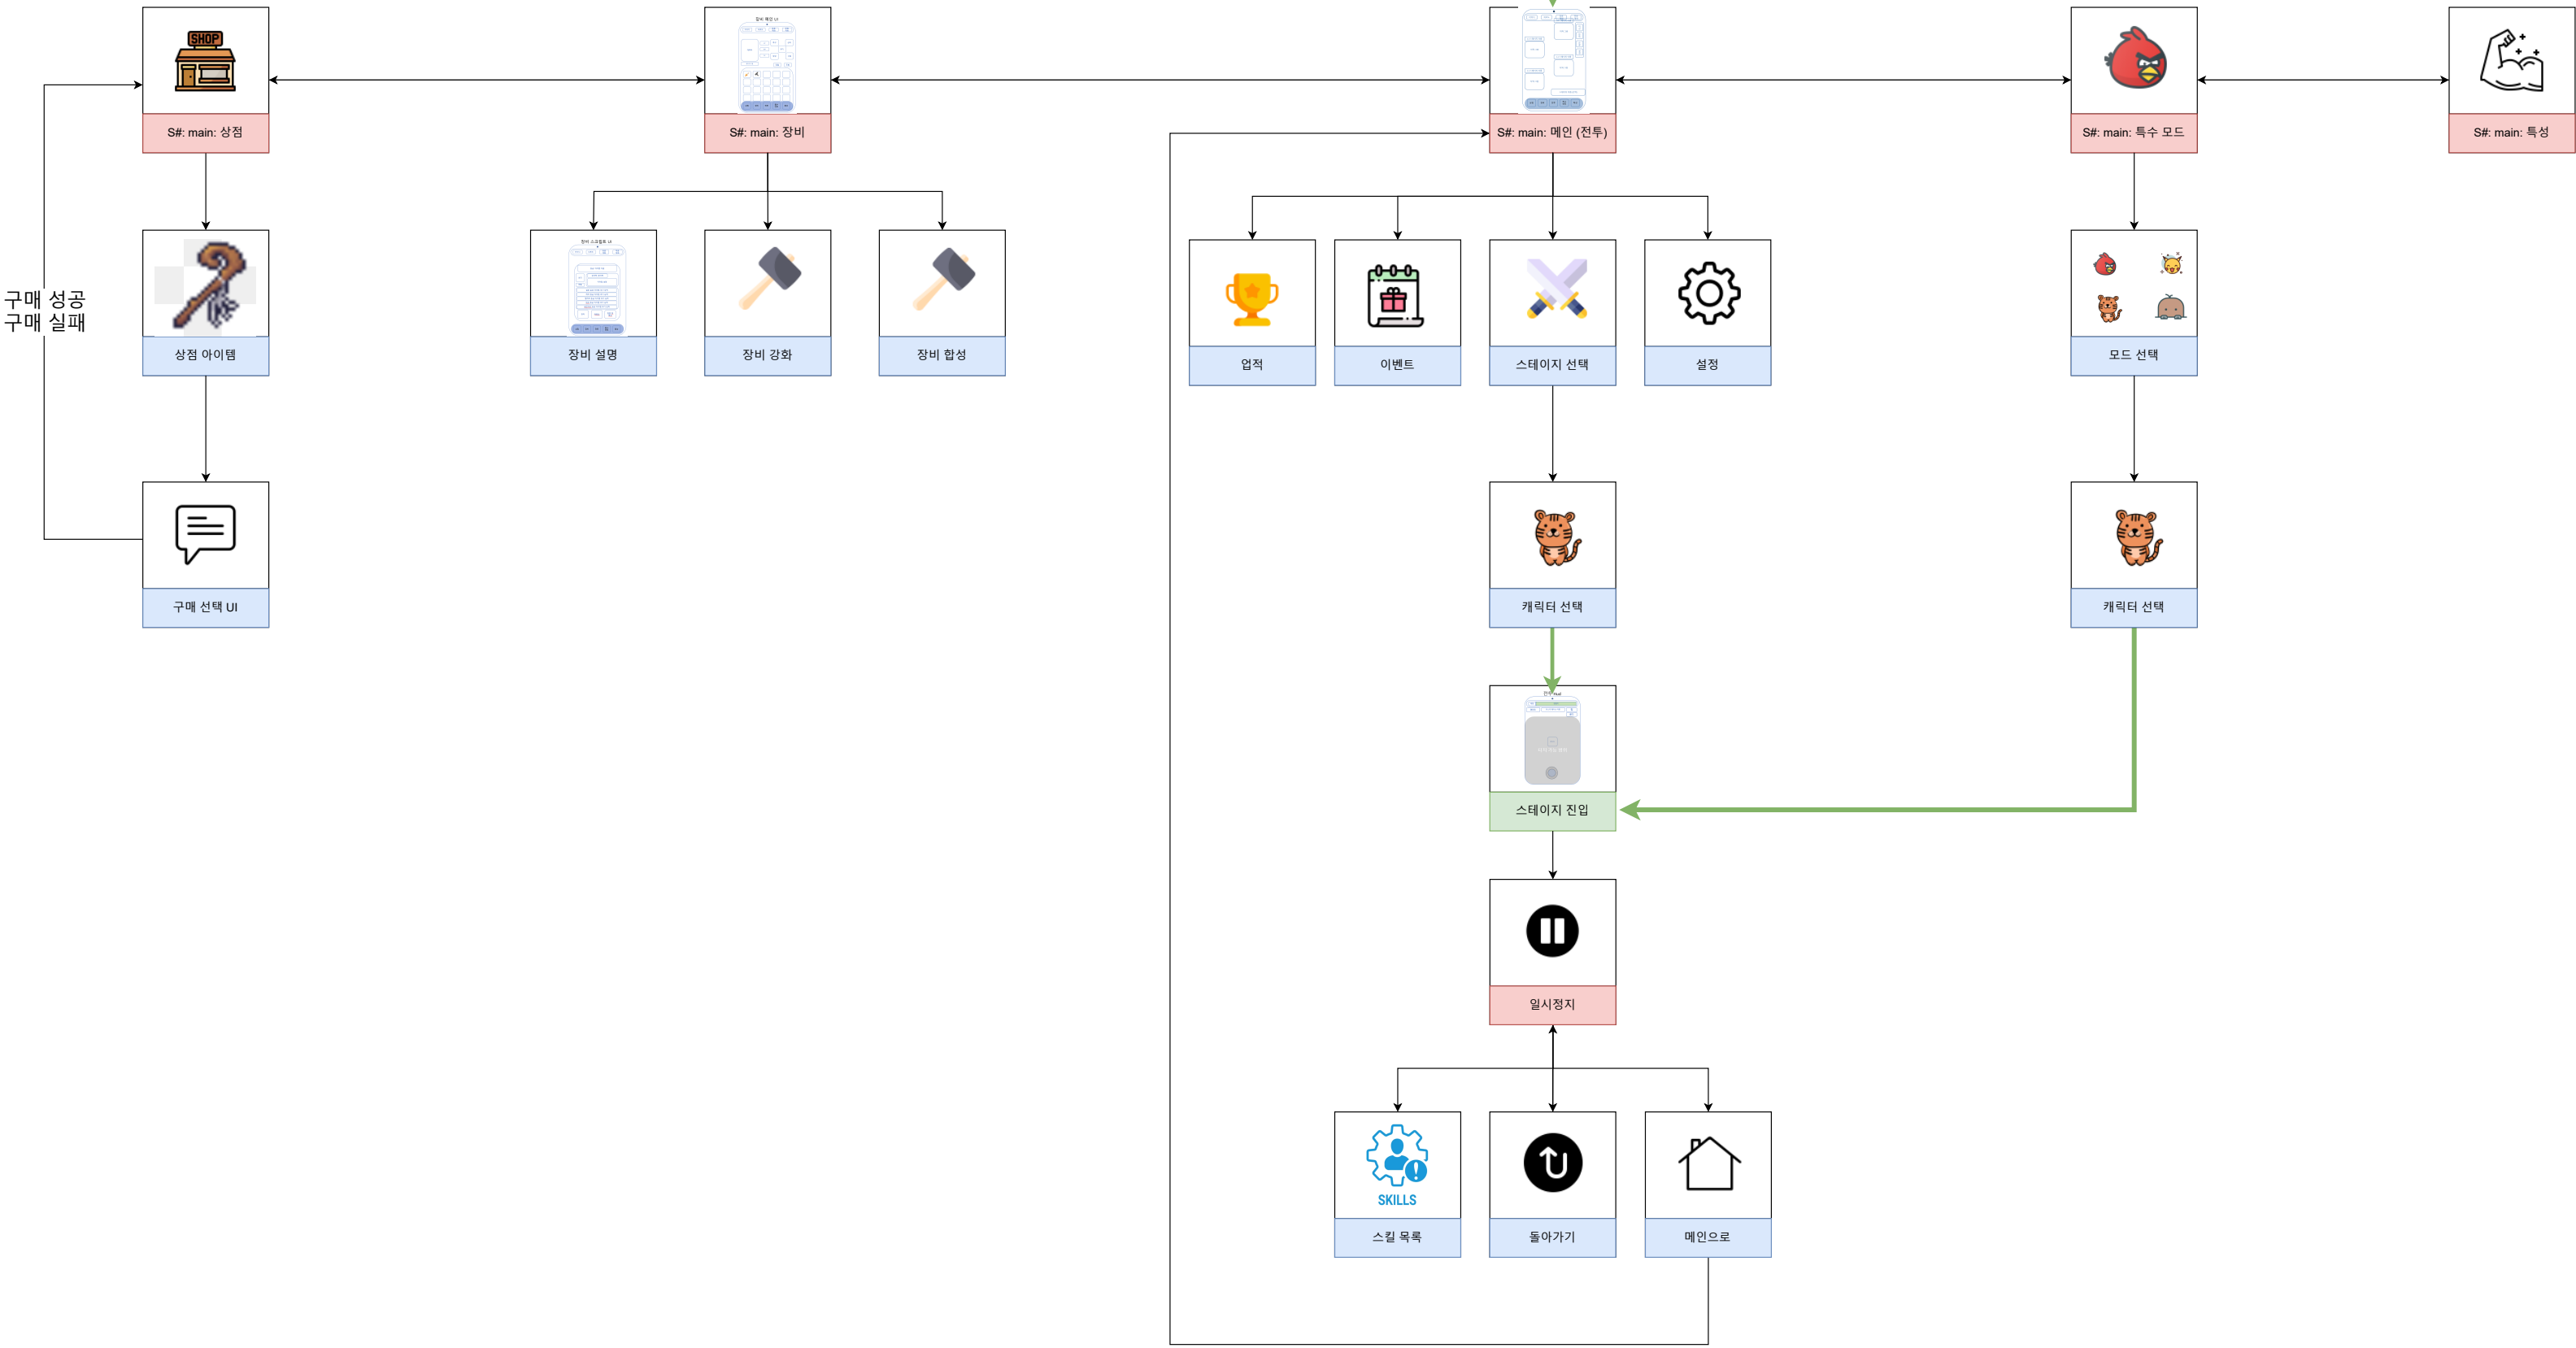 SHOP
장비 메인 UI
S#: main: 상점
S#: main: 장비
S#: main: 메인 (전투)
S#: main: 특수 모드
S#: main: 특성
구매 성공
구매 실패
상점 아이템
장비 설명
장비 강화
장비 합성
업적
이벤트
스테이지 선택
설정
모드 선택
구매 선택 UI
캐릭터 선택
캐릭터 선택
스테이지 진입
일시정지
SKILLS
스킬 목록
돌아가기
메인으로